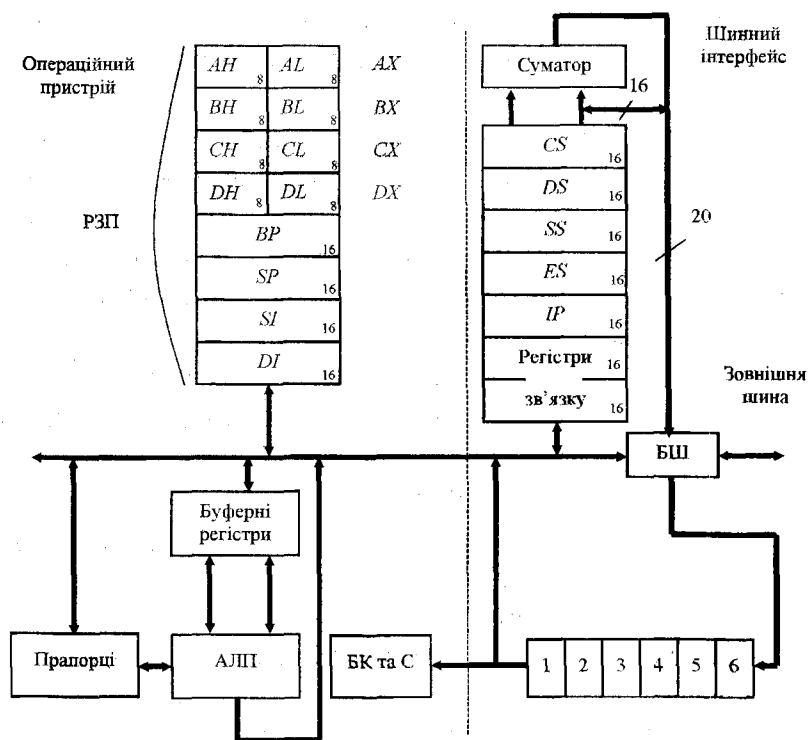 Операційний
пристрій
AH 8 AL 8 AX
BH 8 BL 8 BX
CH 8 CL 8 CX
DH 8 DL 8 DX
РЗП
BP 16
SP 16
SI 16
DI 16
Шинний
інтерфейс
Суматор
16
CS 16
DS 16
SS 16
20
ES 16
IP 16
Регістри 16
зв’язку 16
Зовнішня
шина
БШ
Буферні
регістри
Прапорці
АЛП
БК та С
1 2 3 4 5 6